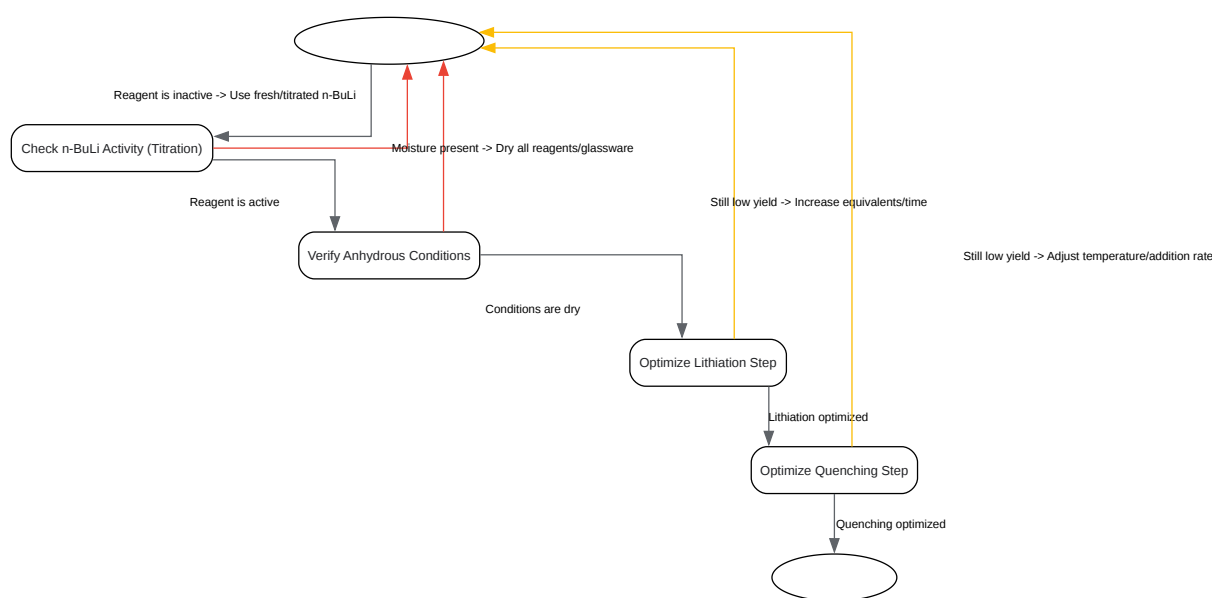 Reagent is inactive -> Use fresh/titrated n-BuLi
Check n-BuLi Activity (Titration)
Moisture present -> Dry all reagents/glassware
Reagent is active
Still low yield -> Increase equivalents/time
Verify Anhydrous Conditions
Still low yield -> Adjust temperature/addition rate
Conditions are dry
Optimize Lithiation Step
Lithiation optimized
Optimize Quenching Step
Quenching optimized